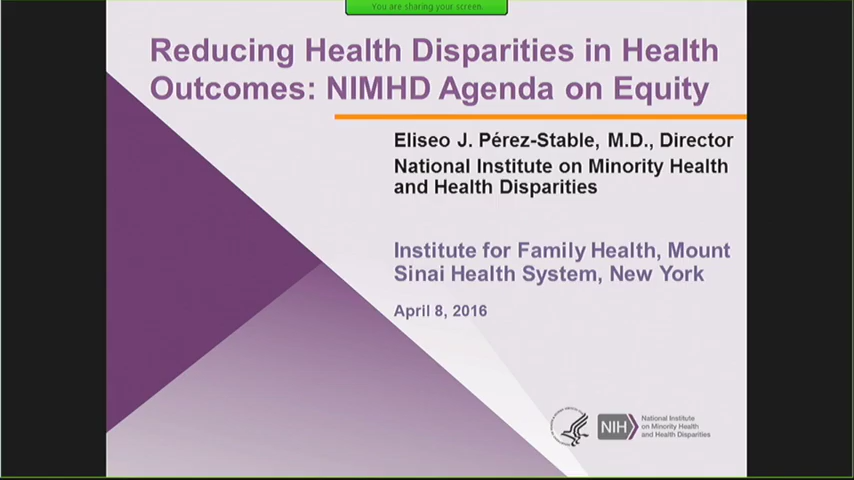 You are sharing your screen.
Reducing Health Disparities in Health
Outcomes: NIMHD Agenda on Equity
Eliseo J. Pérez-Stable, M.D., Director
National Institute on Minority Health
and Health Disparities
Institute for Family Health, Mount
Sinai Health System, New York
April 8, 2016
NIH
National Institute
on Minority Health
and Health Disparities